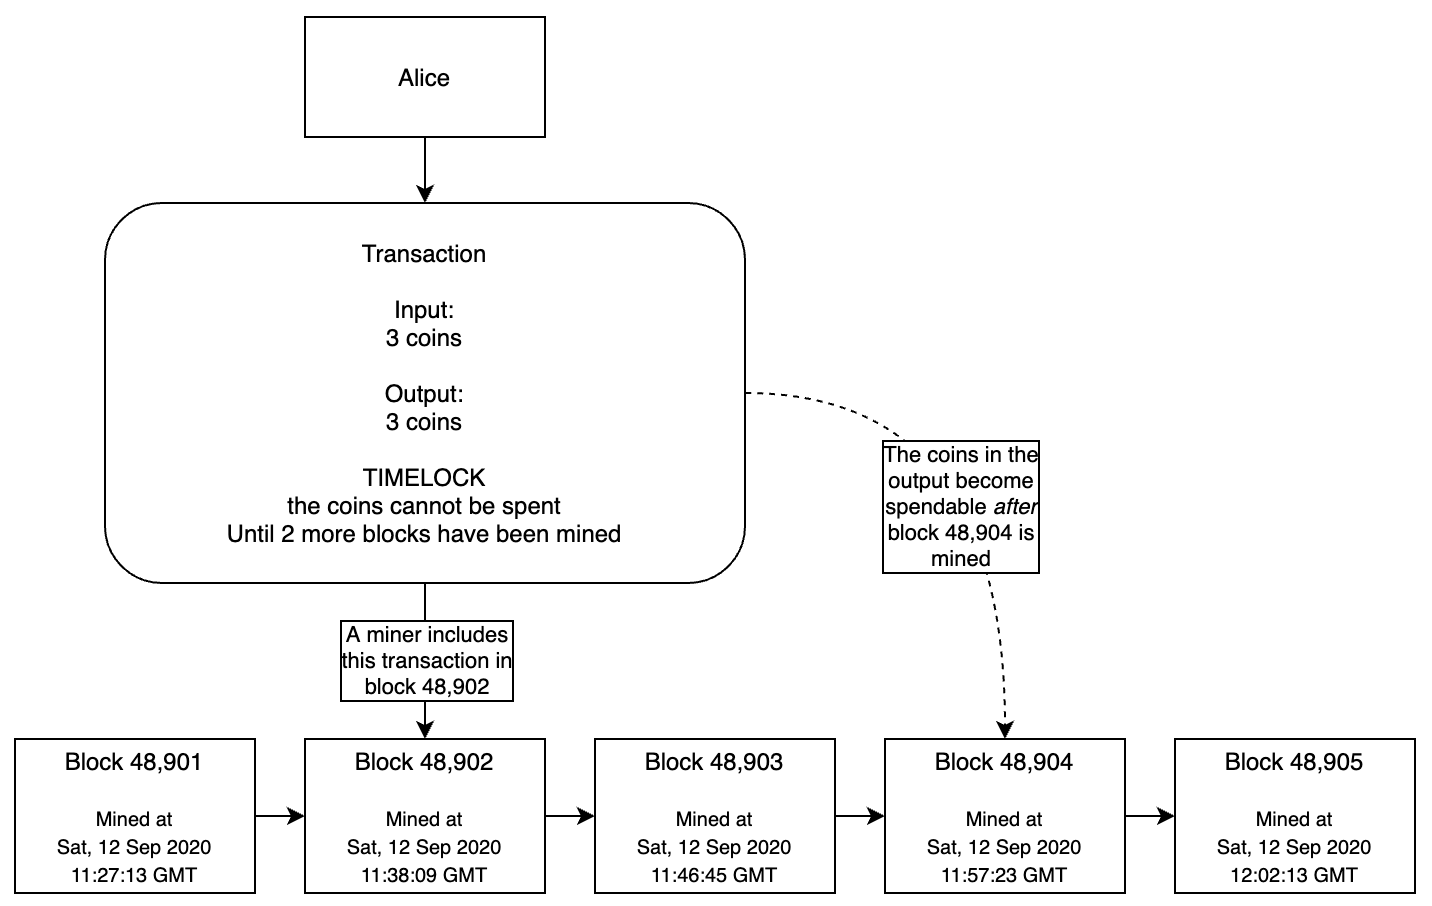 Alice
Transaction
Input:
3 coins
Output:
3 coins
TIMELOCK
the coins cannot be spent
Until 2 more blocks have been mined
The coins in the
output become
spendable after
block 48,904 is
mined
A miner includes
this transaction in
block 48,902
Block 48,901
Mined at
Sat, 12 Sep 2020
11:27:13 GMT
Block 48,902
Mined at
Sat, 12 Sep 2020
11:38:09 GMT
Block 48,903
Mined at
Sat, 12 Sep 2020
11:46:45 GMT
Block 48,904
Mined at
Sat, 12 Sep 2020
11:57:23 GMT
Block 48,905
Mined at
Sat, 12 Sep 2020
12:02:13 GMT